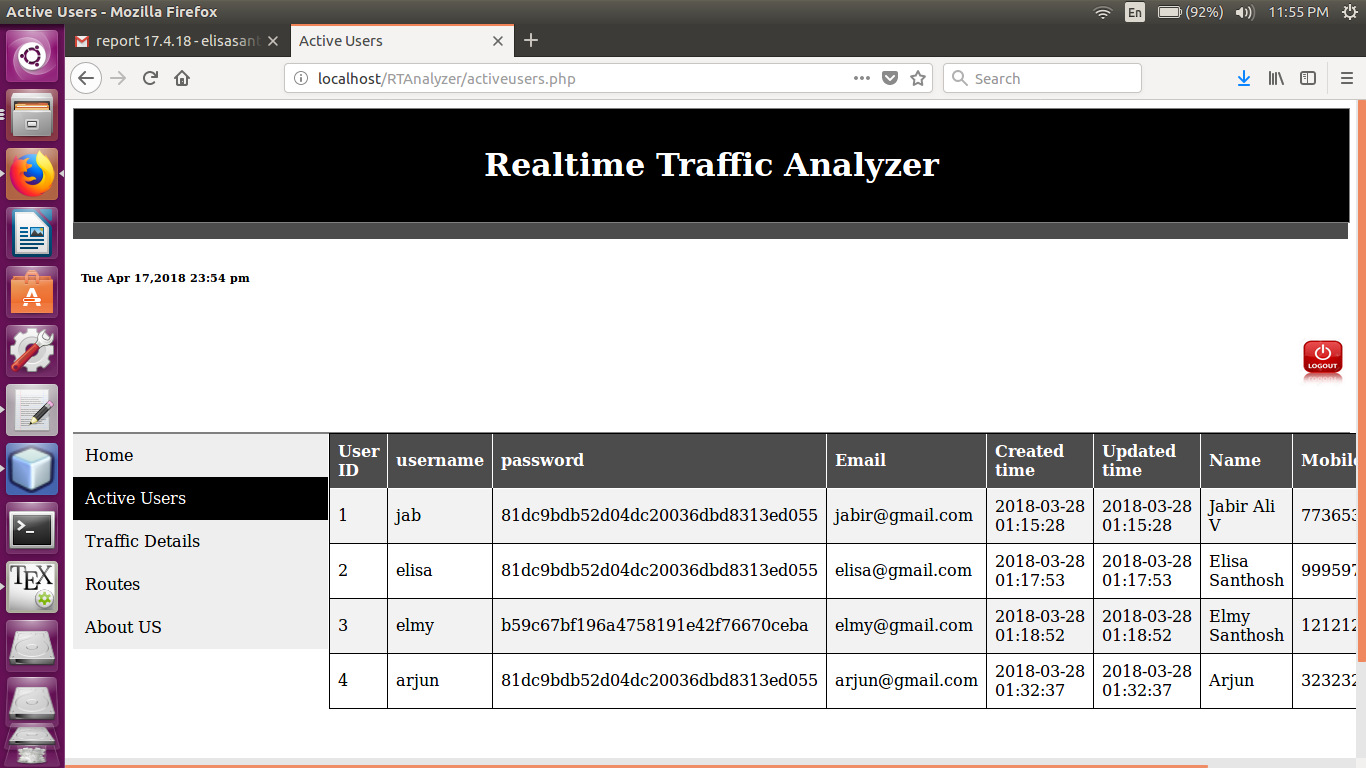 Active Users - Mozilla Firefox
En (92%) 11:55 PM
report 17.4.18 - elisasant
Active Users
localhost/RTAnalyzer/activeusers.php
Search
Realtime Traffic Analyzer
Tue Apr 17,2018 23:54 pm
LOGOUT
Home
Active Users
Traffic Details
Routes
About US
User ID username password Email Created time Updated time Name Mobile
1 jab 81dc9bdb52d04dc20036dbd8313ed055 jabir@gmail.com 2018-03-28 01:15:28 2018-03-28 01:15:28 Jabir Ali V 773653
2 elisa 81dc9bdb52d04dc20036dbd8313ed055 elisa@gmail.com 2018-03-28 01:17:53 2018-03-28 01:17:53 Elisa Santhosh 999597
3 elmy b59c67bf196a4758191e42f76670ceba elmy@gmail.com 2018-03-28 01:18:52 2018-03-28 01:18:52 Elmy Santhosh 121212
4 arjun 81dc9bdb52d04dc20036dbd8313ed055 arjun@gmail.com 2018-03-28 01:32:37 2018-03-28 01:32:37 Arjun 323232
TEX